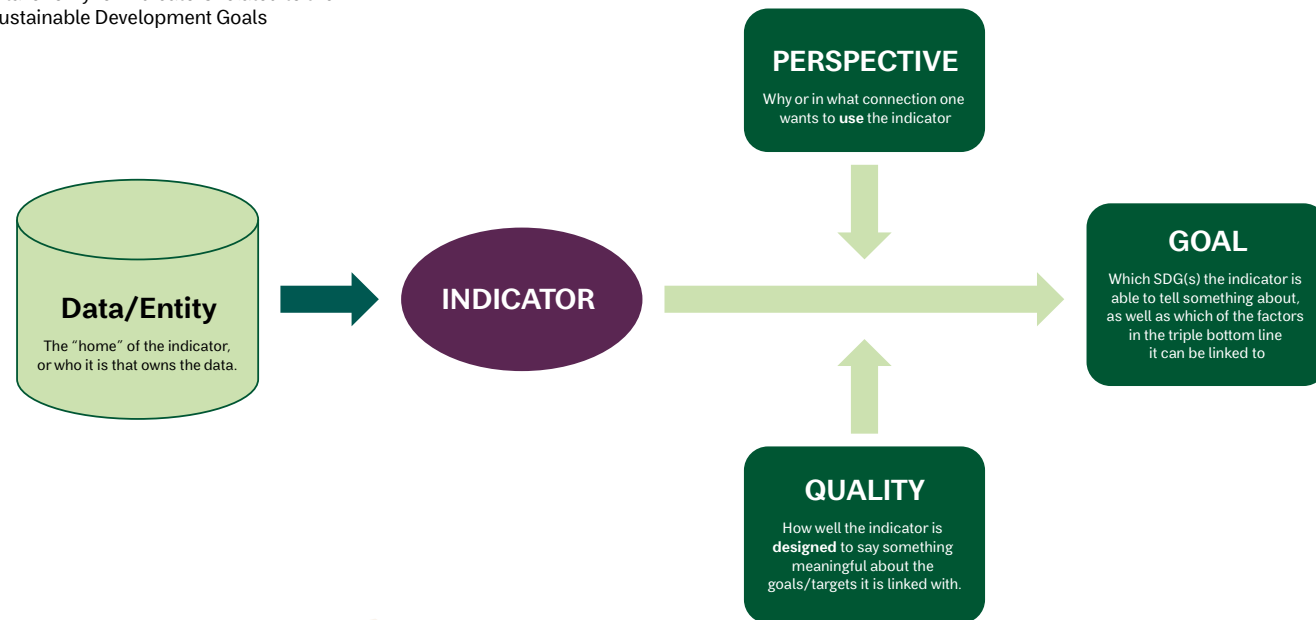 Sustainable Development Goals
PERSPECTIVE
Why or in what connection one
wants to use the indicator
Data/Entity
The “home” of the indicator,
or who it is that owns the data.
INDICATOR
GOAL
Which SDG(s) the indicator is
able to tell something about,
as well as which of the factors
in the triple bottom line
it can be linked to
QUALITY
How well the indicator is
designed to say something
meaningful about the
goals/targets it is linked with.